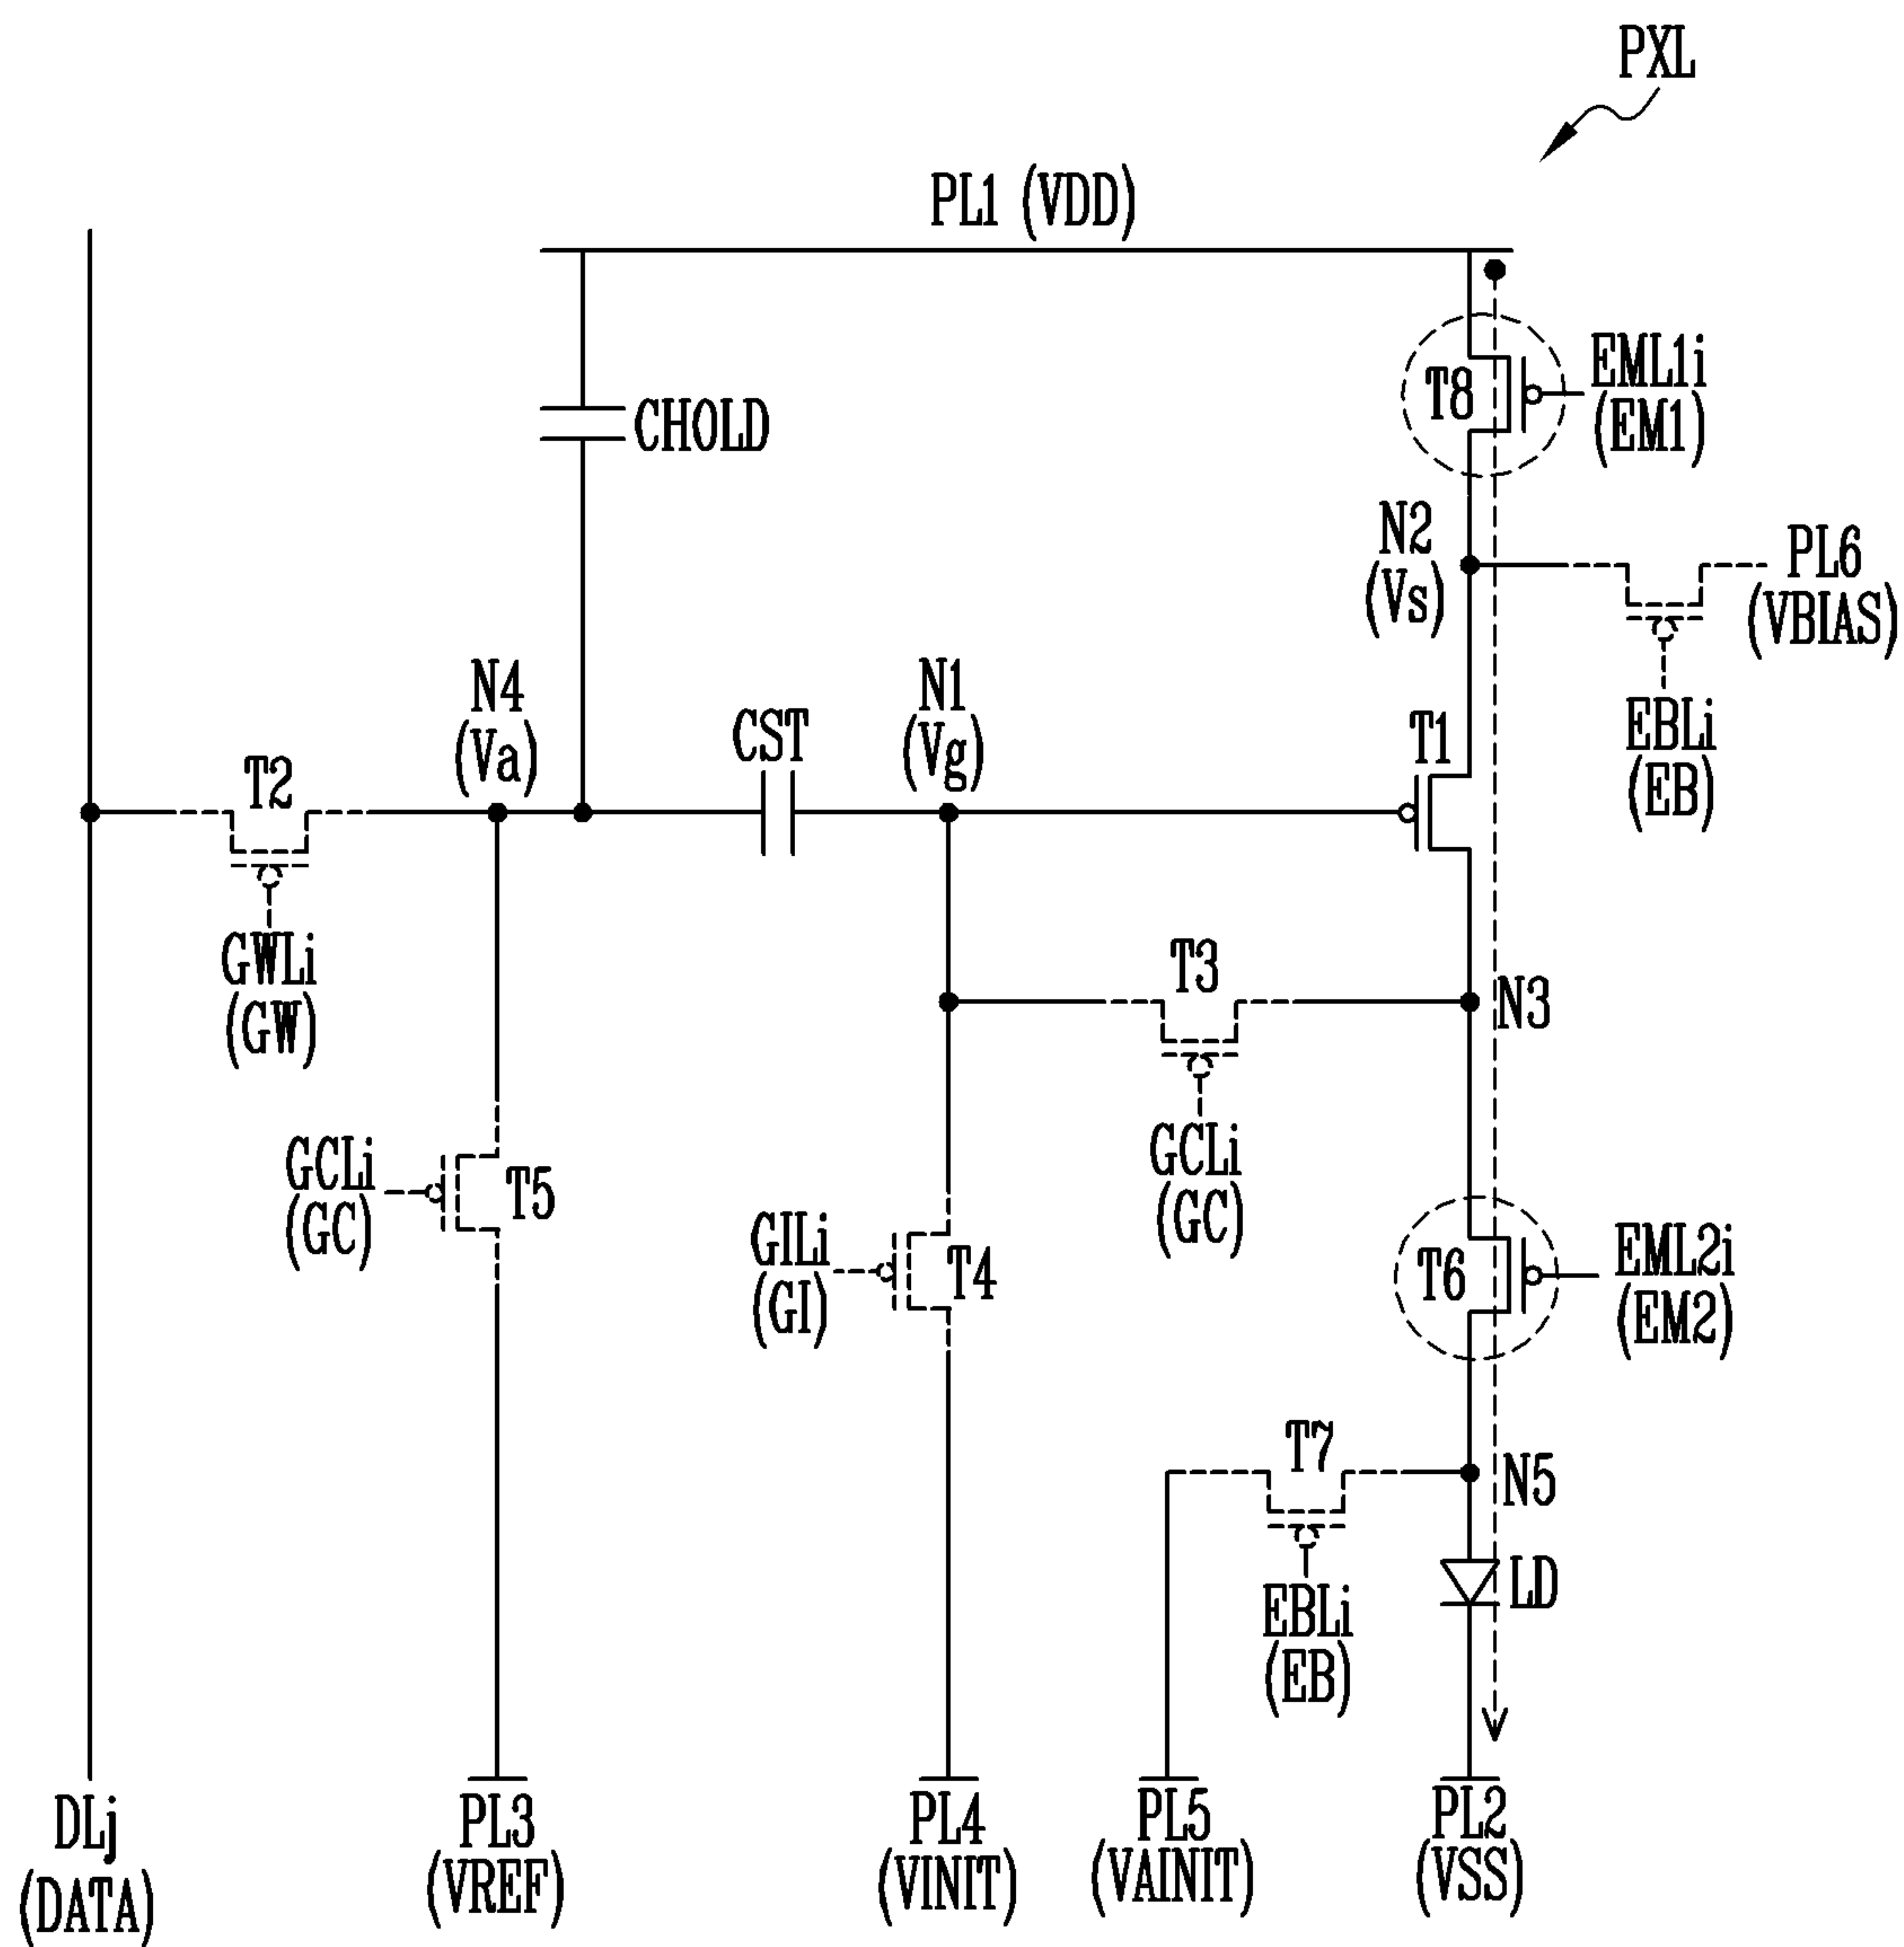 PXL
PL1 (VDD)
EML1i
(EM1)
T8
CHOLD
N2
(Vs)
PL6
(VBIAS)
EBLi
(EB)
N4
(Va)
CST
N1
(Vg)
T1
T2
GWLi
(GW)
T3
N3
GCLi
(GC)
T5
GCLi
(GC)
GILi
(GI)
T4
T6
EML2i
(EM2)
T7
N5
EBLi
(EB)
LD
DLj
(DATA)
PL3
(VREF)
PL4
(VINIT)
PL5
(VAINIT)
PL2
(VSS)